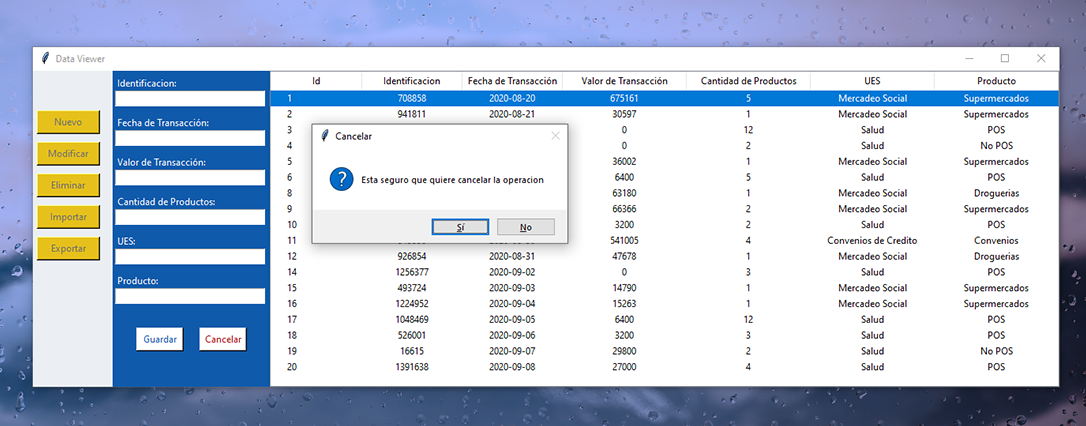 Data Viewer
Nuevo
Modificar
Eliminar
Importar
Exportar
Identificacion:
Fecha de Transacción:
Valor de Transacción:
Cantidad de Productos:
UES:
Producto:
Guardar Cancelar
Id Identificacion Fecha de Transacción Valor de Transacción Cantidad de Productos UES Producto
1 708858 2020-08-20 675161 5 Mercadeo Social Supermercados
2 941811 2020-08-21 30597 1 Mercadeo Social Supermercados
3 0 12 Salud POS
4 0 2 Salud No POS
5 36002 1 Mercadeo Social Supermercados
6 6400 5 Salud POS
8 63180 1 Mercadeo Social Droguerias
9 66366 2 Mercadeo Social Supermercados
10 3200 2 Salud POS
11 541005 4 Convenios de Credito Convenios
12 926854 2020-08-31 47678 1 Mercadeo Social Droguerias
14 1256377 2020-09-02 0 3 Salud POS
15 493724 2020-09-03 14790 1 Mercadeo Social Supermercados
16 1224952 2020-09-04 15263 1 Mercadeo Social Supermercados
17 1048469 2020-09-05 6400 12 Salud POS
18 526001 2020-09-06 3200 3 Salud POS
19 16615 2020-09-07 29800 2 Salud No POS
20 1391638 2020-09-08 27000 4 Salud POS
Cancelar
Esta seguro que quiere cancelar la operacion
Sí No